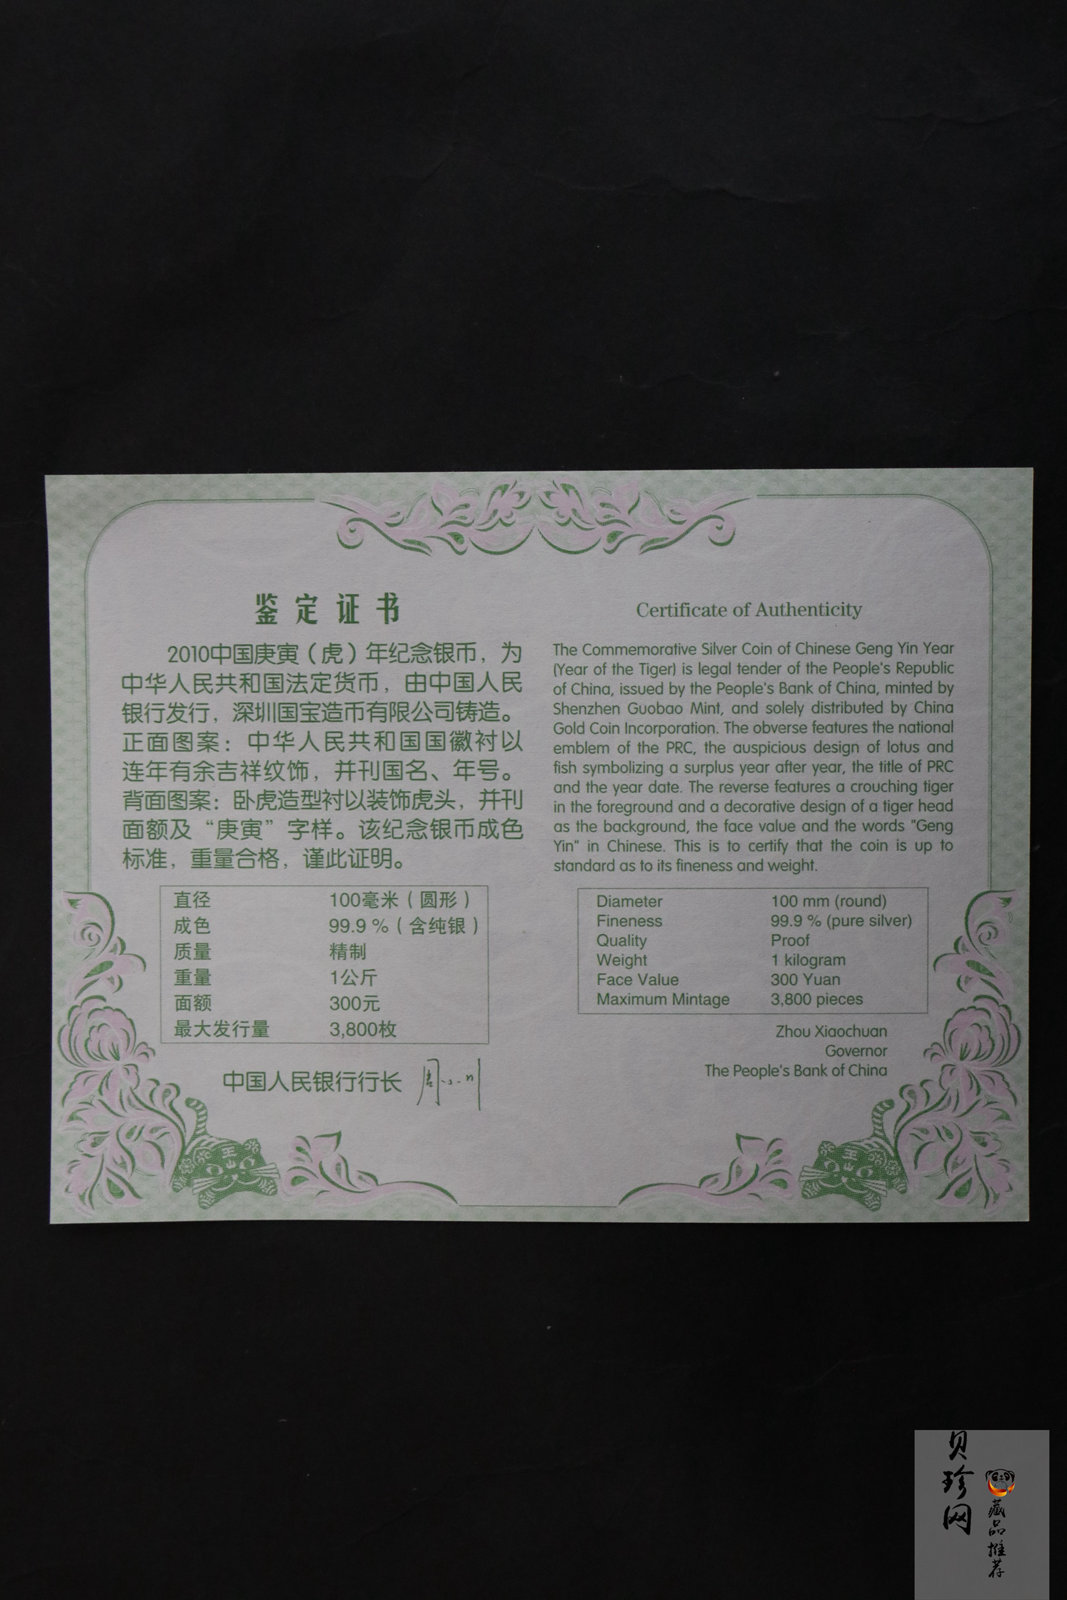 鉴定证书
2010中国庚寅（虎）年纪念银币，为
中华人民共和国法定货币，由中国人民
银行发行，深圳国宝造币有限公司铸造。
正面图案：中华人民共和国国徽衬以
连年有余吉祥纹饰，并刊国名、年号。
背面图案：卧虎造型衬以装饰虎头，并刊
面额及“庚寅”字样。该纪念银币成色
标准，重量合格，谨此证明。
直径 100毫米（圆形）
成色 99.9％（含纯银）
质量 精制
重量 1公斤
面额 300元
最大发行量 3,800枚
中国人民银行行长 周小川
Certificate of Authenticity
The Commemorative Silver Coin of Chinese Geng Yin Year
(Year of the Tiger) is legal tender of the People's Republic
of China, issued by the People's Bank of China, minted by
Shenzhen Guobao Mint, and solely distributed by China
Gold Coin Incorporation. The obverse features the national
emblem of the PRC, the auspicious design of lotus and
fish symbolizing a surplus year after year, the title of PRC
and the year date. The reverse features a crouching tiger
in the foreground and a decorative design of a tiger head
as the background, the face value and the words "Geng
Yin" in Chinese. This is to certify that the coin is up to
standard as to its fineness and weight.
Diameter 100 mm (round)
Fineness 99.9 % (pure silver)
Quality Proof
Weight 1 kilogram
Face Value 300 Yuan
Maximum Mintage 3,800 pieces
Zhou Xiaochuan
Governor
The People's Bank of China
王
王
贝珍网
藏品推荐